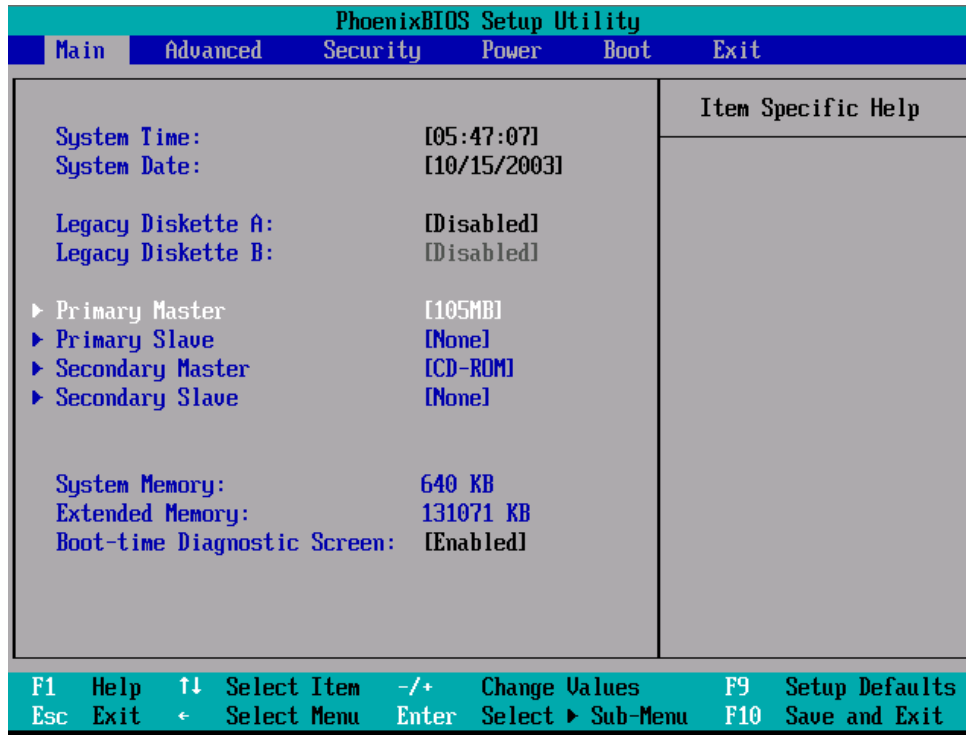 PhoenixBIOS Setup Utility
Main Advanced Security Power Boot Exit
Item Specific Help
System Time: [05:47:07]
System Date: [10/15/2003]
Legacy Diskette A: [Disabled]
Legacy Diskette B: [Disabled]
▶ Primary Master [105MB]
▶ Primary Slave [None]
▶ Secondary Master [CD-ROM]
▶ Secondary Slave [None]
System Memory: 640 KB
Extended Memory: 131071 KB
Boot-time Diagnostic Screen: [Enabled]
F1 Help ↑↓ Select Item -/+ Change Values F9 Setup Defaults
Esc Exit ← Select Menu Enter Select ▶ Sub-Menu F10 Save and Exit